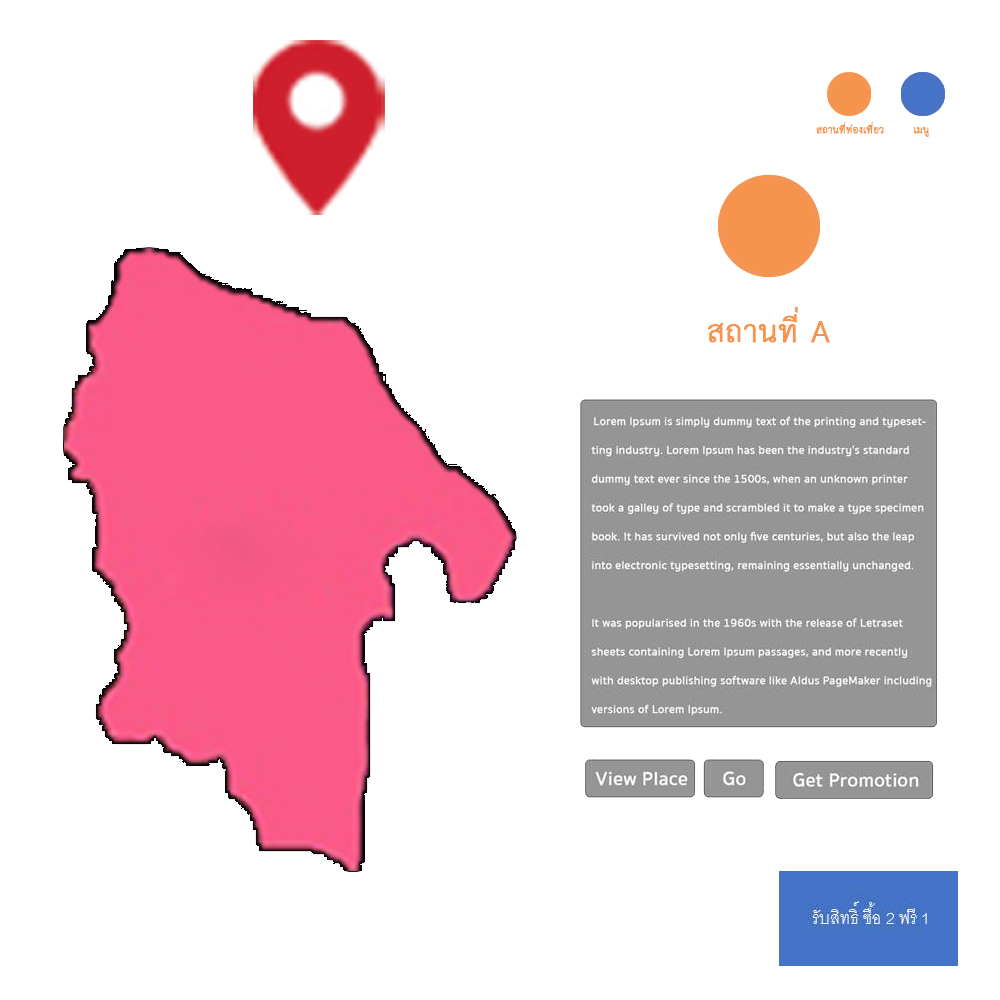 สถานที่ท่องเที่ยว เมนู
สถานที่ A
Lorem Ipsum is simply dummy text of the printing and typeset-
ting industry. Lorem Ipsum has been the industry's standard
dummy text ever since the 1500s, when an unknown printer
took a galley of type and scrambled it to make a type specimen
book. It has survived not only five centuries, but also the leap
into electronic typesetting, remaining essentially unchanged.
It was popularised in the 1960s with the release of Letraset
sheets containing Lorem Ipsum passages, and more recently
with desktop publishing software like Aldus PageMaker including
versions of Lorem Ipsum.
View Place Go Get Promotion
รับสิทธิ์ ซื้อ 2 ฟรี 1